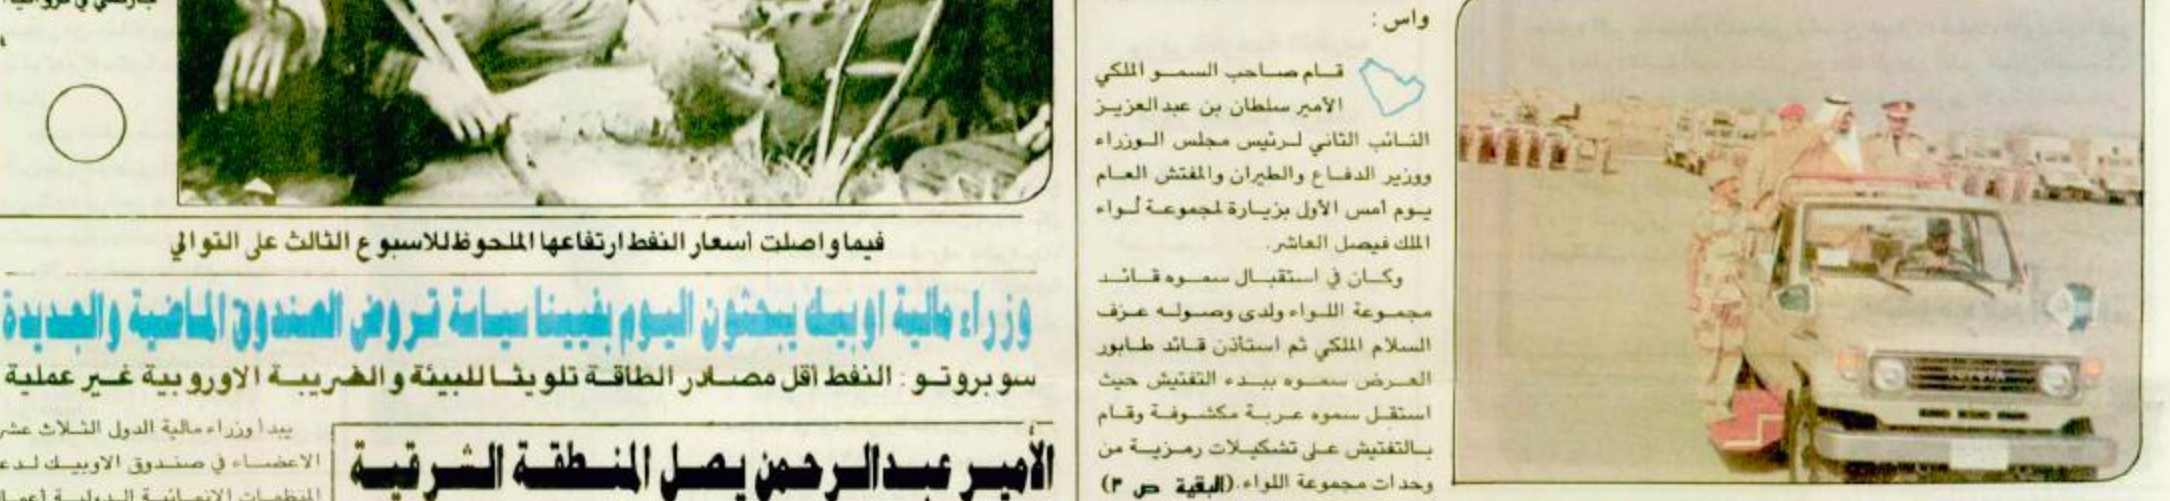 واس :
قام صاحب السمو الملكي
الأمير سلطان بن عبدالعزيز
النائب الثاني لرئيس مجلس الوزراء
ووزير الدفاع والطيران والمفتش العام
يوم أمس الأول بزيارة لمجموعة لواء
الملك فيصل العاشر.
وكان في استقبال سموه قائد
مجموعة اللواء ولدى وصوله عزف
السلام الملكي ثم استأذن قائد طابور
العرض سموه ببدء التفتيش حيث
استقل سموه عربة مكشوفة وقام
بالتفتيش على تشكيلات رمزية من
وحدات مجموعة اللواء. (البقية ص ٣)
فيما واصلت أسعار النفط ارتفاعها الملحوظ للاسبوع الثالث على التوالي
وزراء مالية اوبيك يبحثون اليوم بفيينا سياسة قروض الصندوق الماضية والجديدة
سوبروتو : النفط أقل مصادر الطاقة تلويثا للبيئة والضريبة الاوروبية غير عملية
الأمير عبدالرحمن يصل المنطقة الشرقية
يبدأ وزراء مالية الدول الثلاث عشر
الاعضاء في صندوق الاوبيك
المنظمات الإنمائية الدولية
TOYOTA